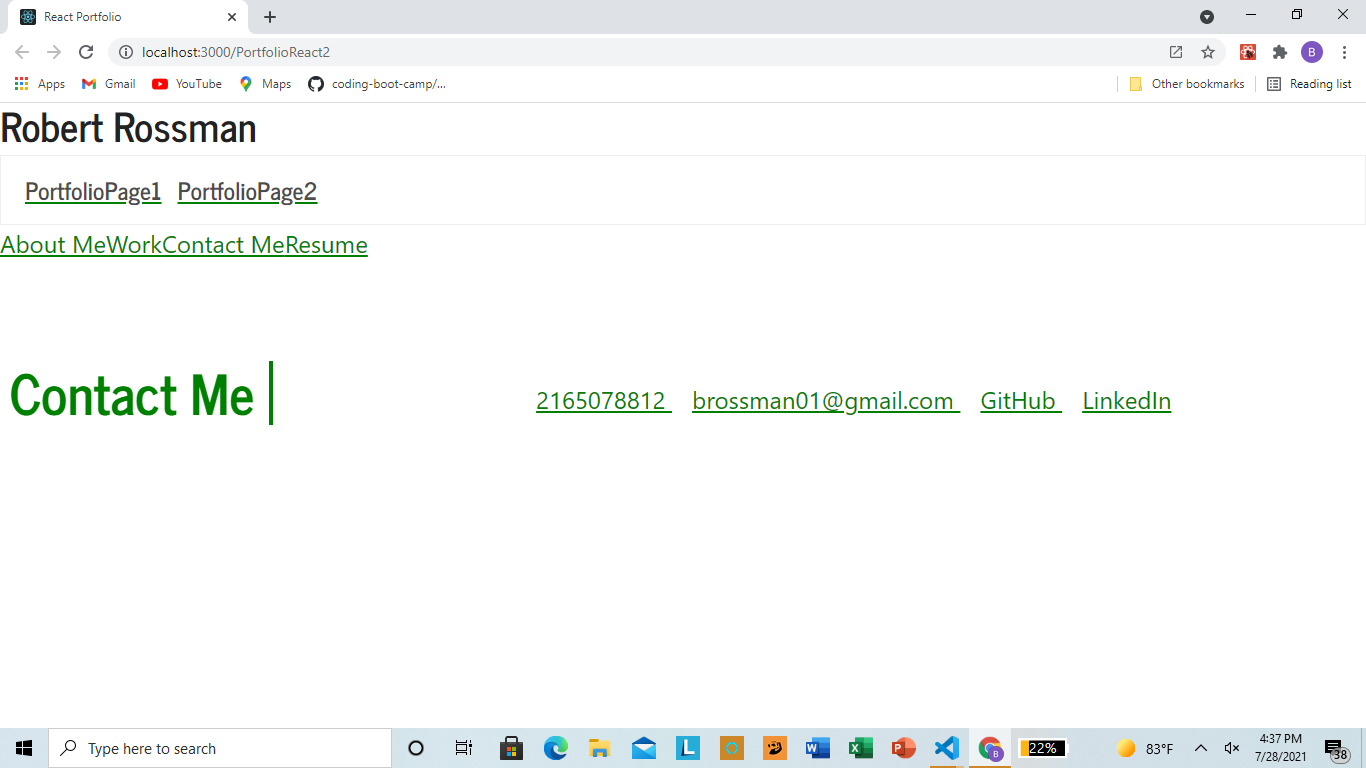 React Portfolio
localhost:3000/PortfolioReact2
B
Apps Gmail YouTube Maps coding-boot-camp/... Other bookmarks Reading list
Robert Rossman
PortfolioPage1 PortfolioPage2
About MeWorkContact MeResume
Contact Me 2165078812 brossman01@gmail.com GitHub LinkedIn
Type here to search L W X P B 22% 83°F 4:37 PM
7/28/2021 38